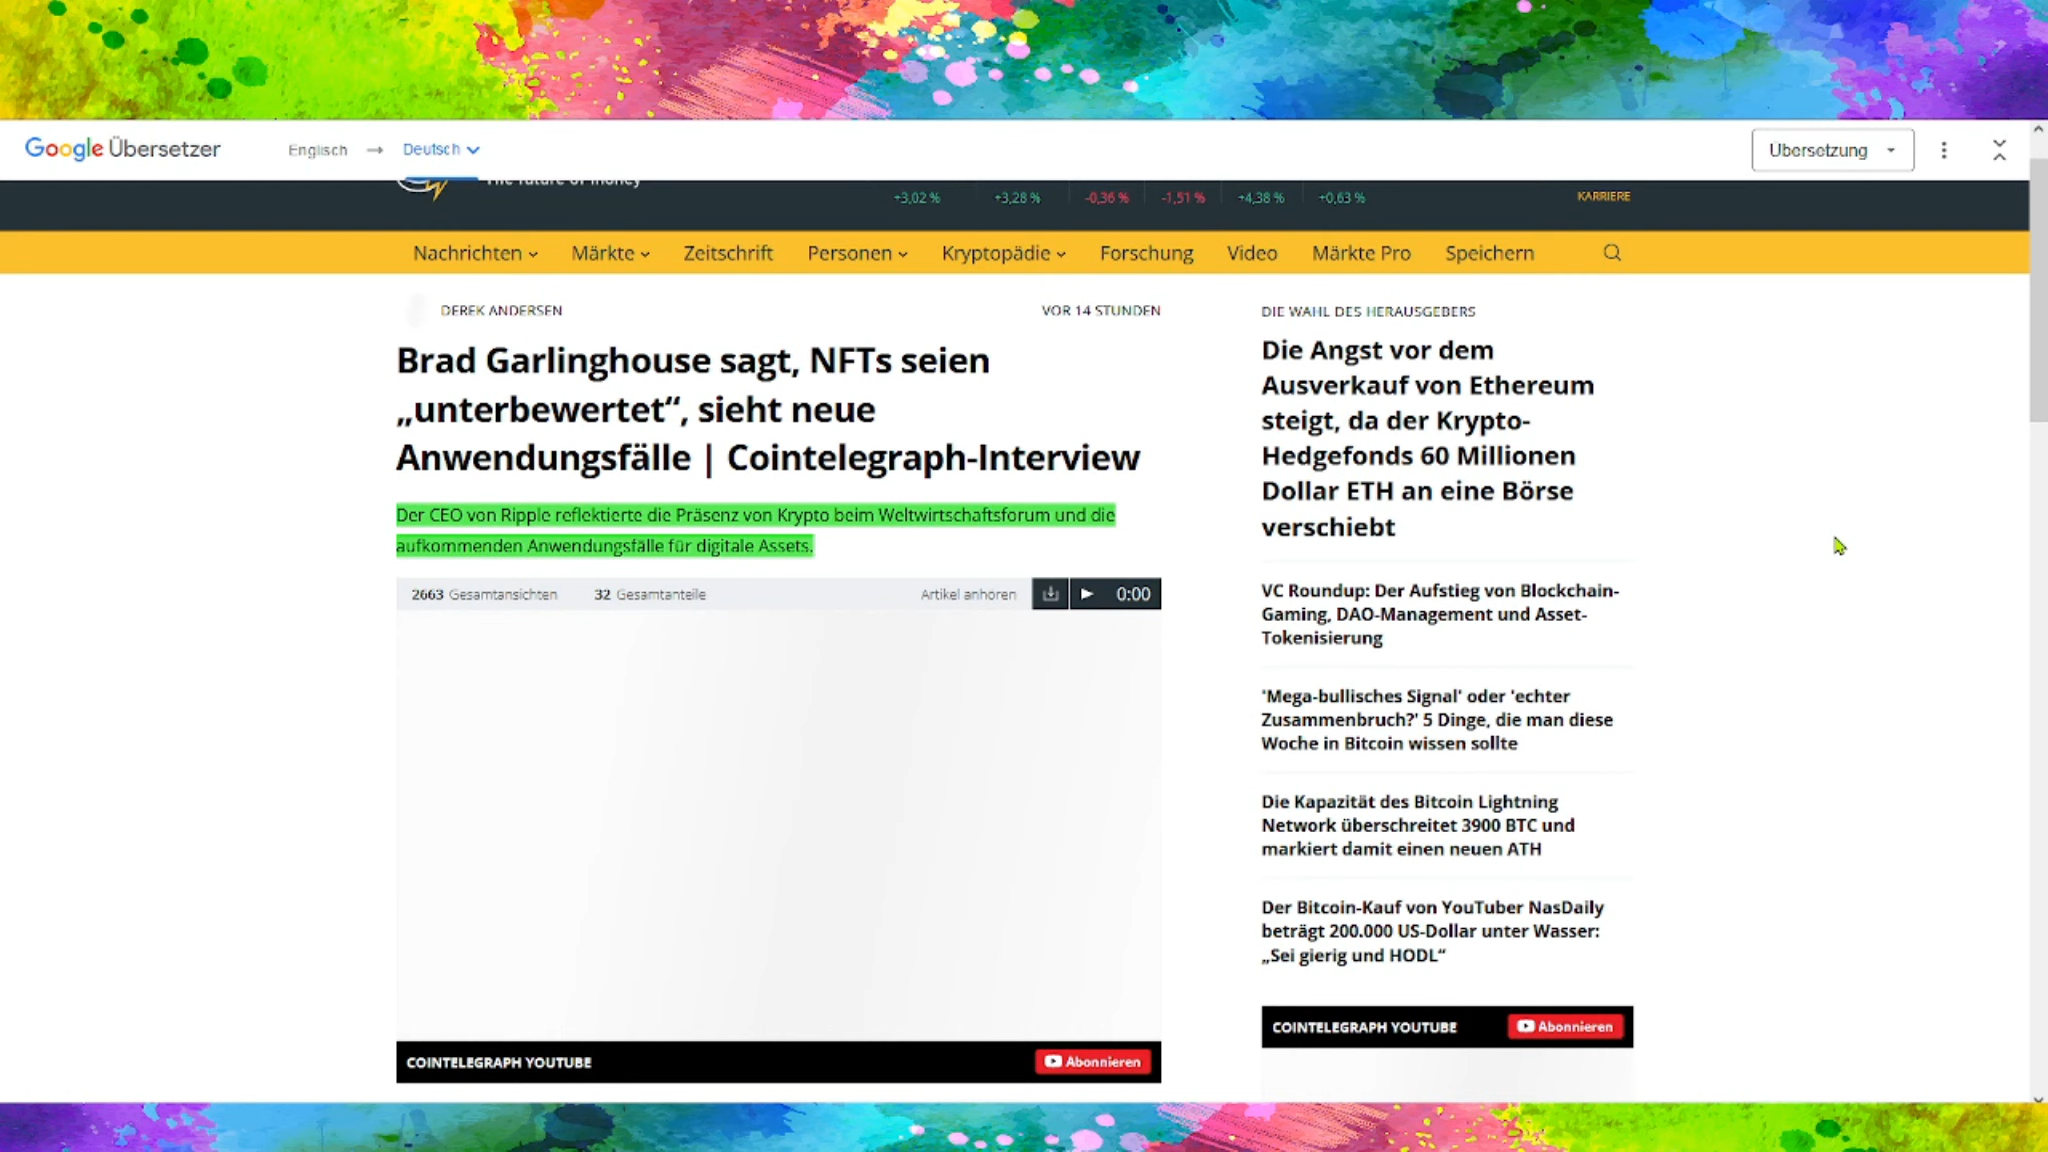 Google Übersetzer
Englisch → Deutsch
Übersetzung
The future of money
+3,02 % +3,28 % -0,36 % -1,51 % +4,38 % +0,63 %
KARRIERE
Nachrichten Märkte Zeitschrift Personen Kryptopädie Forschung Video Märkte Pro Speichern
DEREK ANDERSEN
VOR 14 STUNDEN
Brad Garlinghouse sagt, NFTs seien
„unterbewertet“, sieht neue
Anwendungsfälle | Cointelegraph-Interview
Der CEO von Ripple reflektierte die Präsenz von Krypto beim Weltwirtschaftsforum und die
aufkommenden Anwendungsfälle für digitale Assets.
2663 Gesamtansichten 32 Gesamtanteile Artikel anhören 0:00
COINTELEGRAPH YOUTUBE Abonnieren
DIE WAHL DES HERAUSGEBERS
Die Angst vor dem
Ausverkauf von Ethereum
steigt, da der Krypto-
Hedgefonds 60 Millionen
Dollar ETH an eine Börse
verschiebt
VC Roundup: Der Aufstieg von Blockchain-
Gaming, DAO-Management und Asset-
Tokenisierung
'Mega-bullisches Signal' oder 'echter
Zusammenbruch?' 5 Dinge, die man diese
Woche in Bitcoin wissen sollte
Die Kapazität des Bitcoin Lightning
Network überschreitet 3900 BTC und
markiert damit einen neuen ATH
Der Bitcoin-Kauf von YouTuber NasDaily
beträgt 200.000 US-Dollar unter Wasser:
„Sei gierig und HODL“
COINTELEGRAPH YOUTUBE Abonnieren